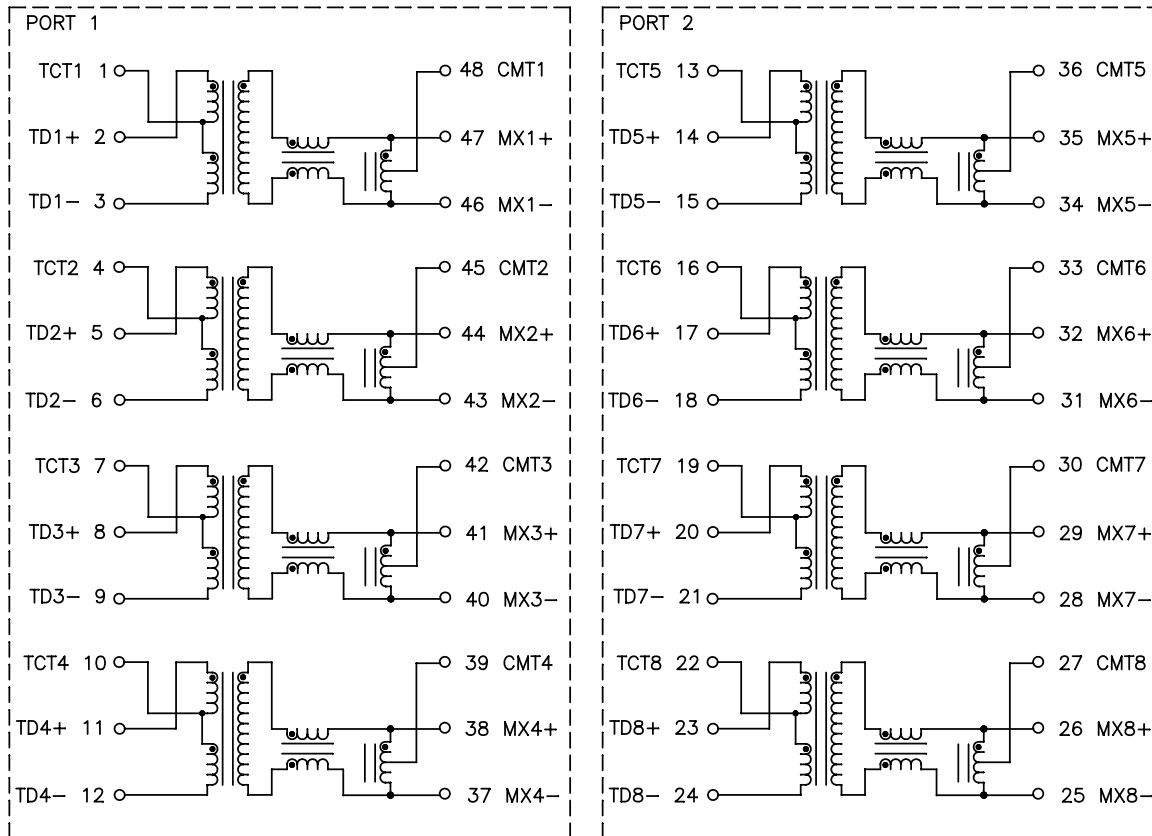 PORT 1
TCT1 1
TD1+ 2
TD1- 3
48 CMT1
47 MX1+
46 MX1-
TCT2 4
TD2+ 5
TD2- 6
45 CMT2
44 MX2+
43 MX2-
TCT3 7
TD3+ 8
TD3- 9
42 CMT3
41 MX3+
40 MX3-
TCT4 10
TD4+ 11
TD4- 12
39 CMT4
38 MX4+
37 MX4-
PORT 2
TCT5 13
TD5+ 14
TD5- 15
36 CMT5
35 MX5+
34 MX5-
TCT6 16
TD6+ 17
TD6- 18
33 CMT6
32 MX6+
31 MX6-
TCT7 19
TD7+ 20
TD7- 21
30 CMT7
29 MX7+
28 MX7-
TCT8 22
TD8+ 23
TD8- 24
27 CMT8
26 MX8+
25 MX8-